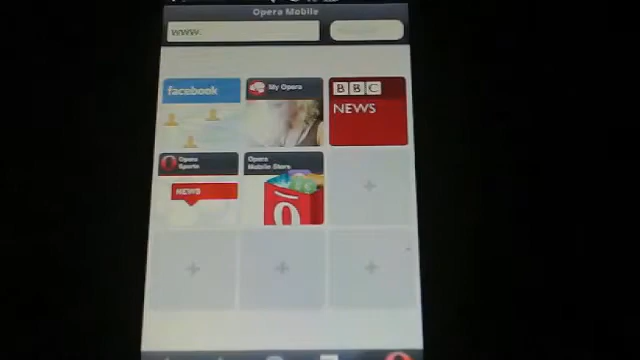 Opera Mobile
www.
facebook
My Opera
BBC
NEWS
Opera
Sports
NEWS
Opera
Mobile Store